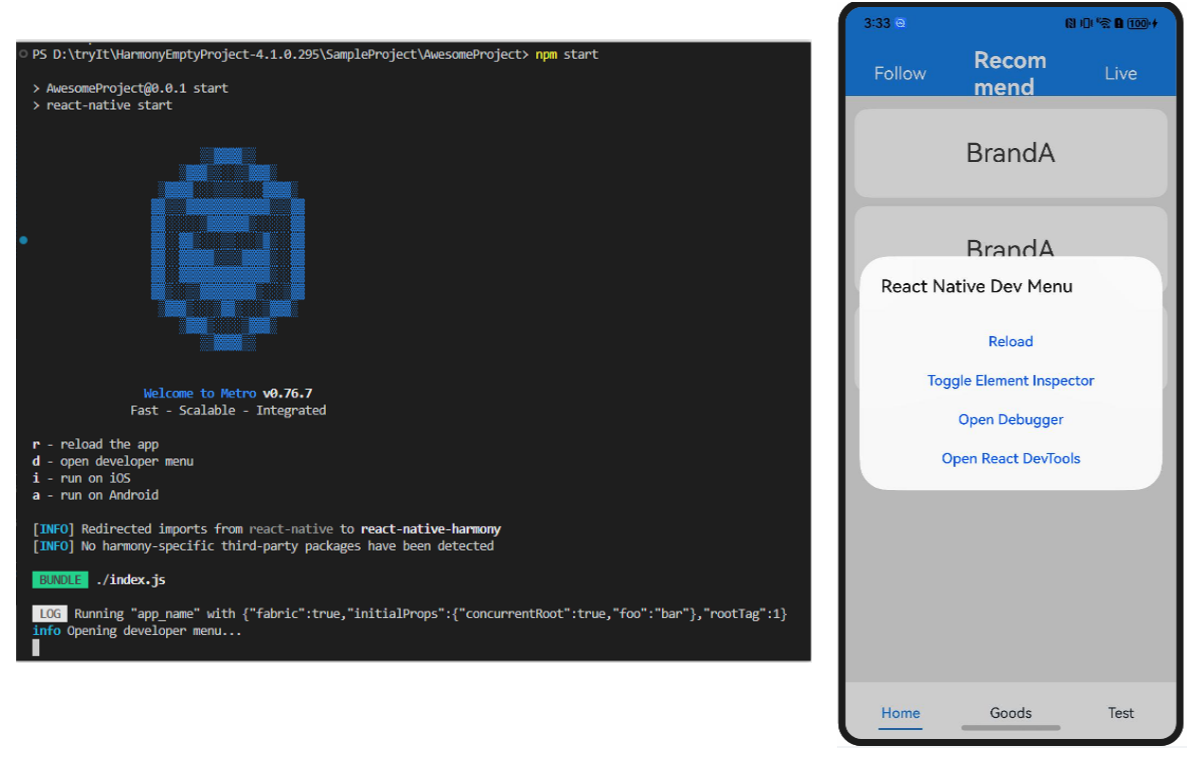 PS D:\tryIt\HarmonyEmptyProject-4.1.0.295\SampleProject\AwesomeProject> npm start
> AwesomeProject@0.0.1 start
> react-native start
Welcome to Metro v0.76.7
Fast - Scalable - Integrated
r - reload the app
d - open developer menu
i - run on iOS
a - run on Android
[INFO] Redirected imports from react-native to react-native-harmony
[INFO] No harmony-specific third-party packages have been detected
BUNDLE ./index.js
LOG Running "app_name" with {"fabric":true,"initialProps":{"concurrentRoot":true,"foo":"bar"},"rootTag":1}
info Opening developer menu...
3:33 100
Follow Recom
mend Live
BrandA
BrandA
React Native Dev Menu
Reload
Toggle Element Inspector
Open Debugger
Open React DevTools
Home Goods Test